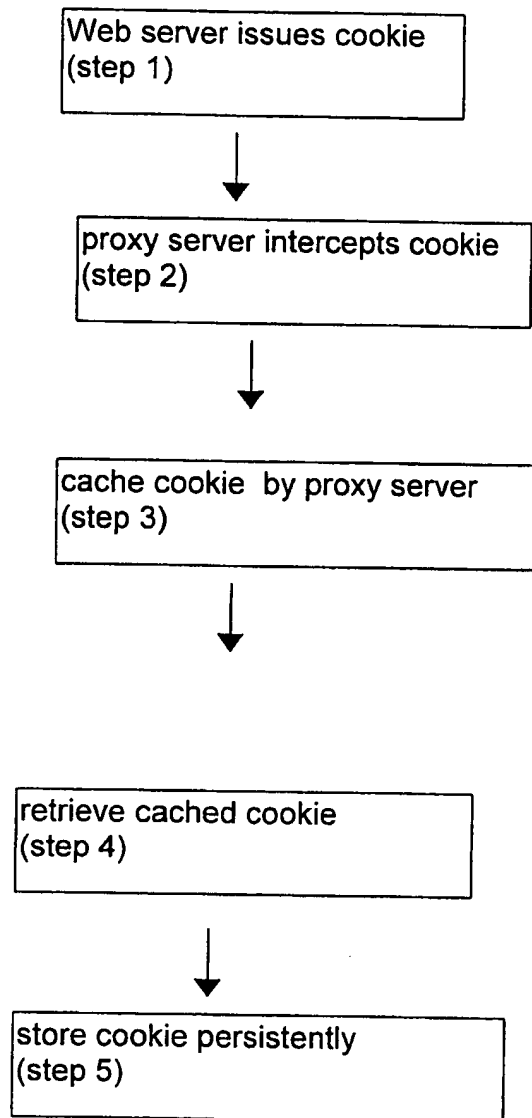 Web server issues cookie
(step 1)
proxy server intercepts cookie
(step 2)
cache cookie by proxy server
(step 3)
retrieve cached cookie
(step 4)
store cookie persistently
(step 5)